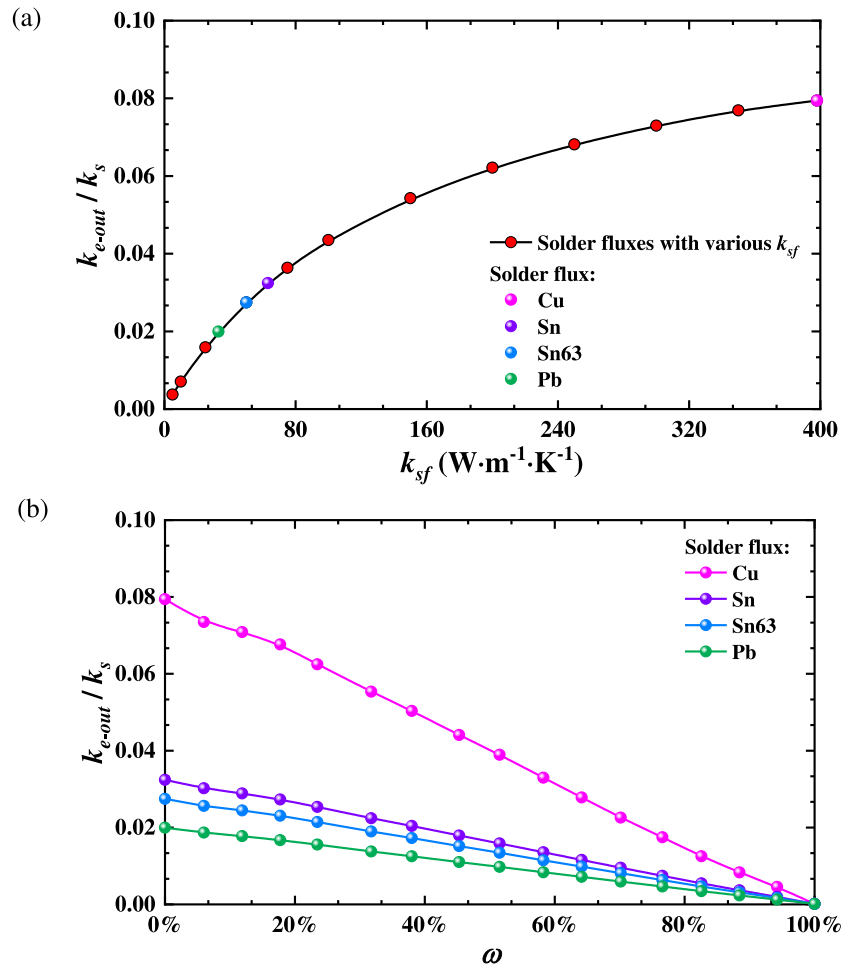 (a)
0.10
0.08
0.06
0.04
0.02
0.00
k_e-out / k_s
Solder fluxes with various k_sf
Solder flux:
Cu
Sn
Sn63
Pb
0 80 160 240 320 400
k_sf (W·m⁻¹·K⁻¹)
(b)
0.10
0.08
0.06
0.04
0.02
0.00
k_e-out / k_s
Solder flux:
Cu
Sn
Sn63
Pb
0% 20% 40% 60% 80% 100%
ω